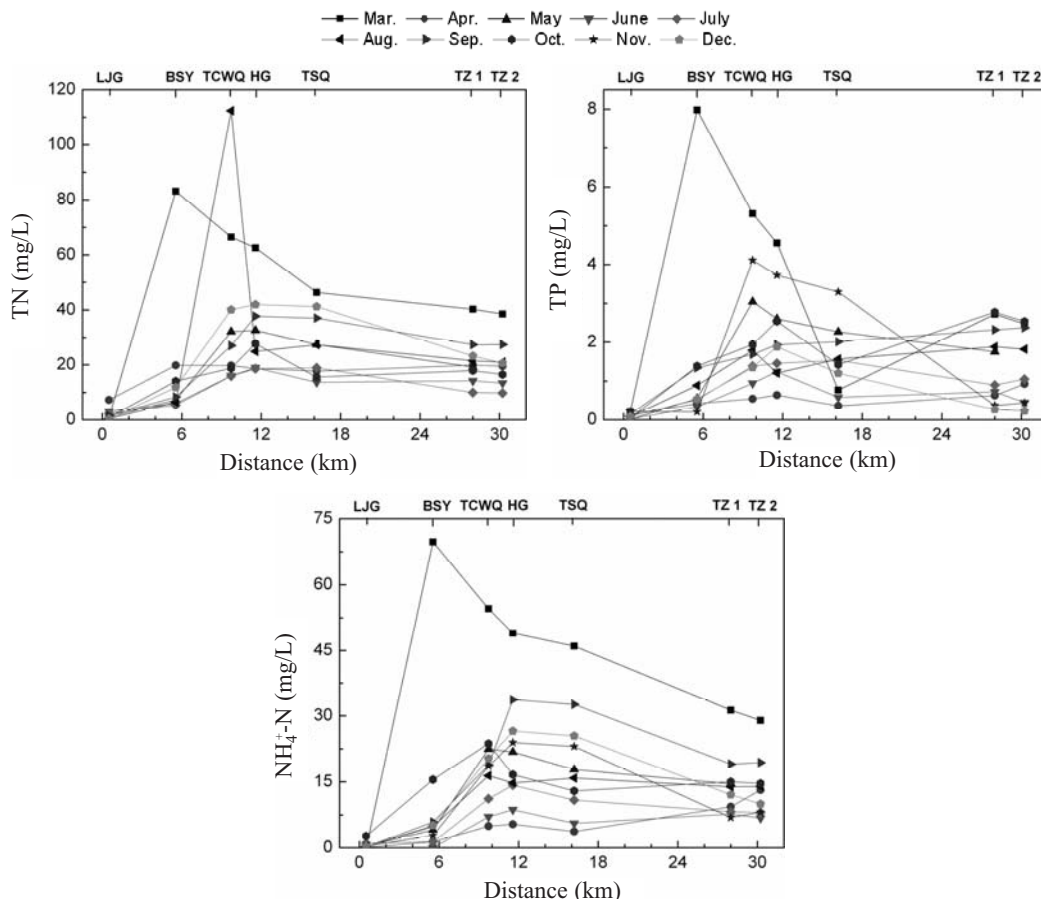 Mar. Apr. May June July
Aug. Sep. Oct. Nov. Dec.
LJG BSY TCWQ HG TSQ TZ 1 TZ 2
120
100
80
60
40
20
0
TN (mg/L)
0 6 12 18 24 30
Distance (km)
LJG BSY TCWQ HG TSQ TZ 1 TZ 2
8
6
4
2
0
TP (mg/L)
0 6 12 18 24 30
Distance (km)
LJG BSY TCWQ HG TSQ TZ 1 TZ 2
75
60
45
30
15
0
NH₄⁺-N (mg/L)
0 6 12 18 24 30
Distance (km)